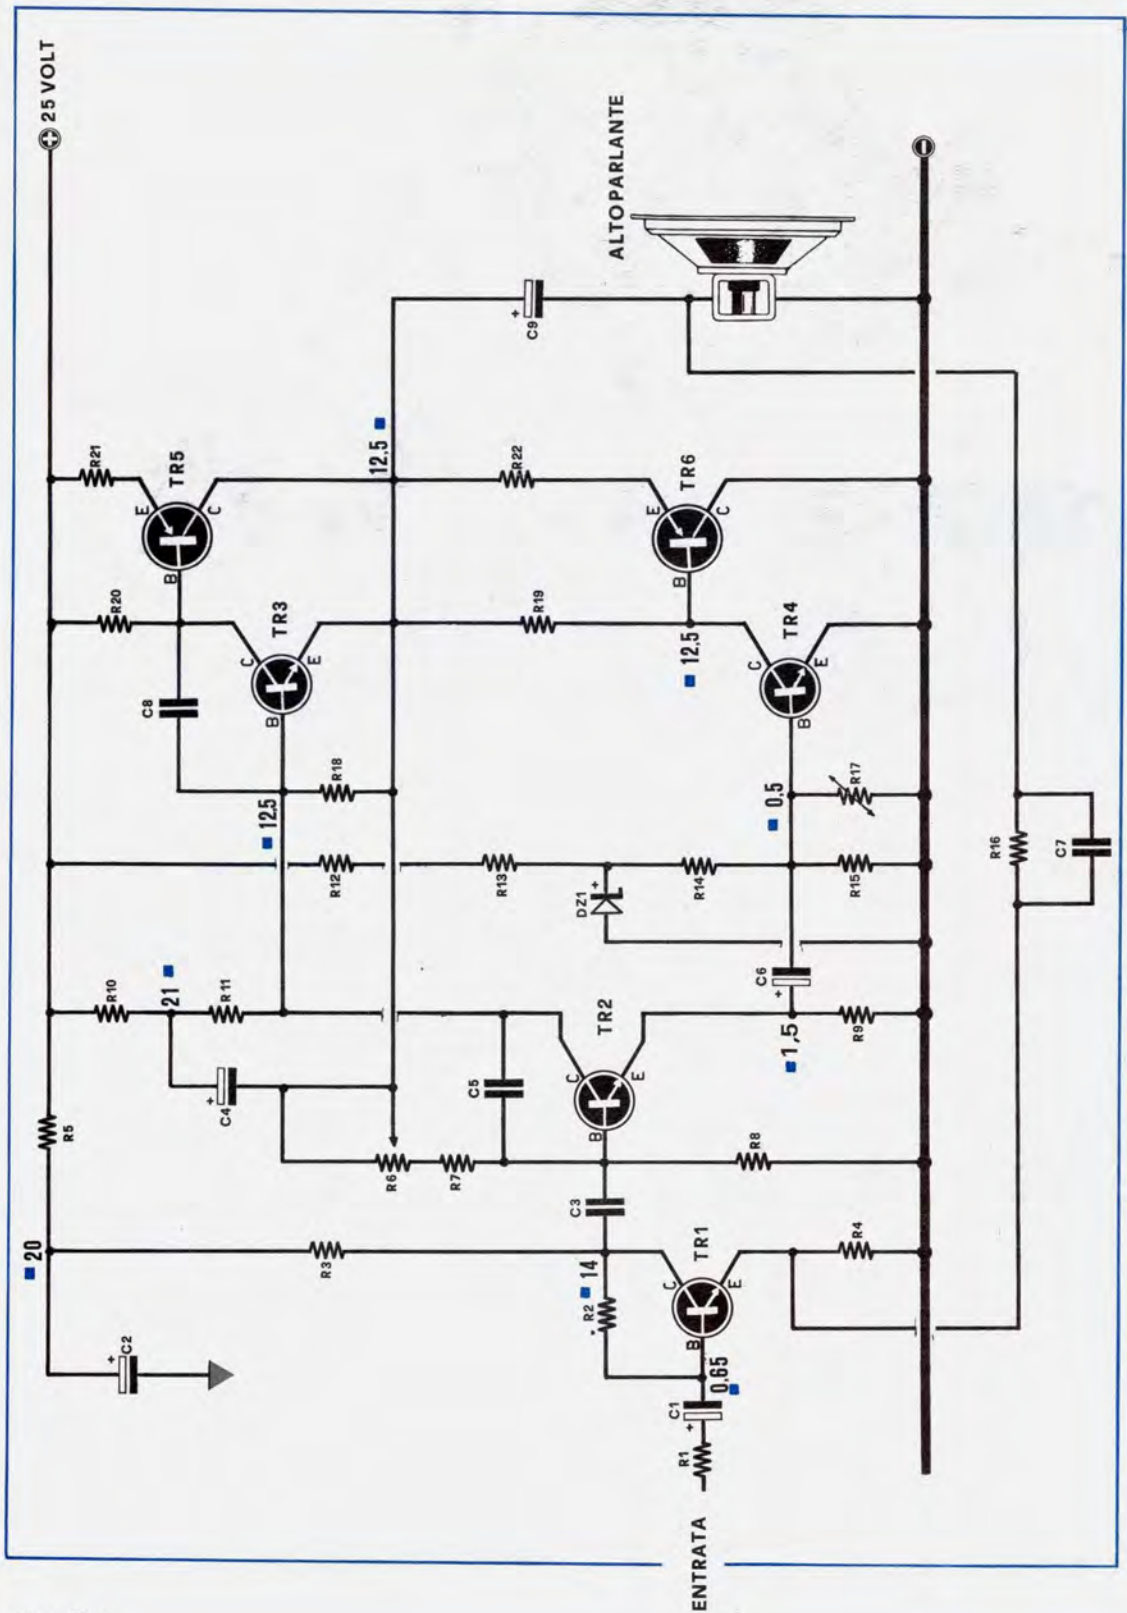 25 VOLT
ALTOPARLANTE
ENTRATA
20
C2
+
R5
R3
R10
21
R11
C4
+
R6
R7
C5
R12
R13
12,5
R18
C8
R20
R21
TR5
E
C
B
TR3
C
E
B
12,5
R22
R19
TR6
E
C
B
12,5
TR4
C
E
B
C9
+
DZ1
+
R14
0,5
R17
R15
C6
+
1,5
R9
TR2
C
E
B
R8
C3
14
R2
TR1
C
E
B
0,65
C1
+
R1
R4
R16
C7